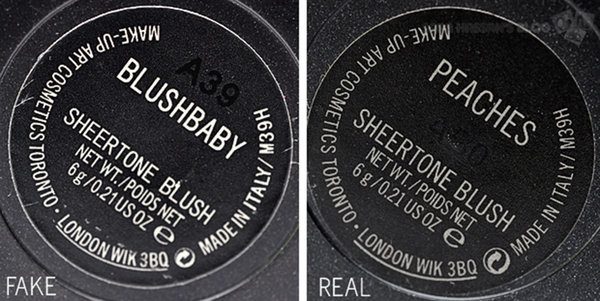 A39
BLUSHBABY
SHEERTONE BLUSH
NET WT./POIDS NET
6 g/0.21 US OZ e
MAKE-UP ART COSMETICS TORONTO · LONDON WIK 3BQ
MADE IN ITALY/M39H
FAKE
PEACHES
SHEERTONE BLUSH
NET WT./POIDS NET
6 g/0.21 US OZ e
MAKE-UP ART COSMETICS TORONTO · LONDON WIK 3BQ
MADE IN ITALY/M39H
REAL